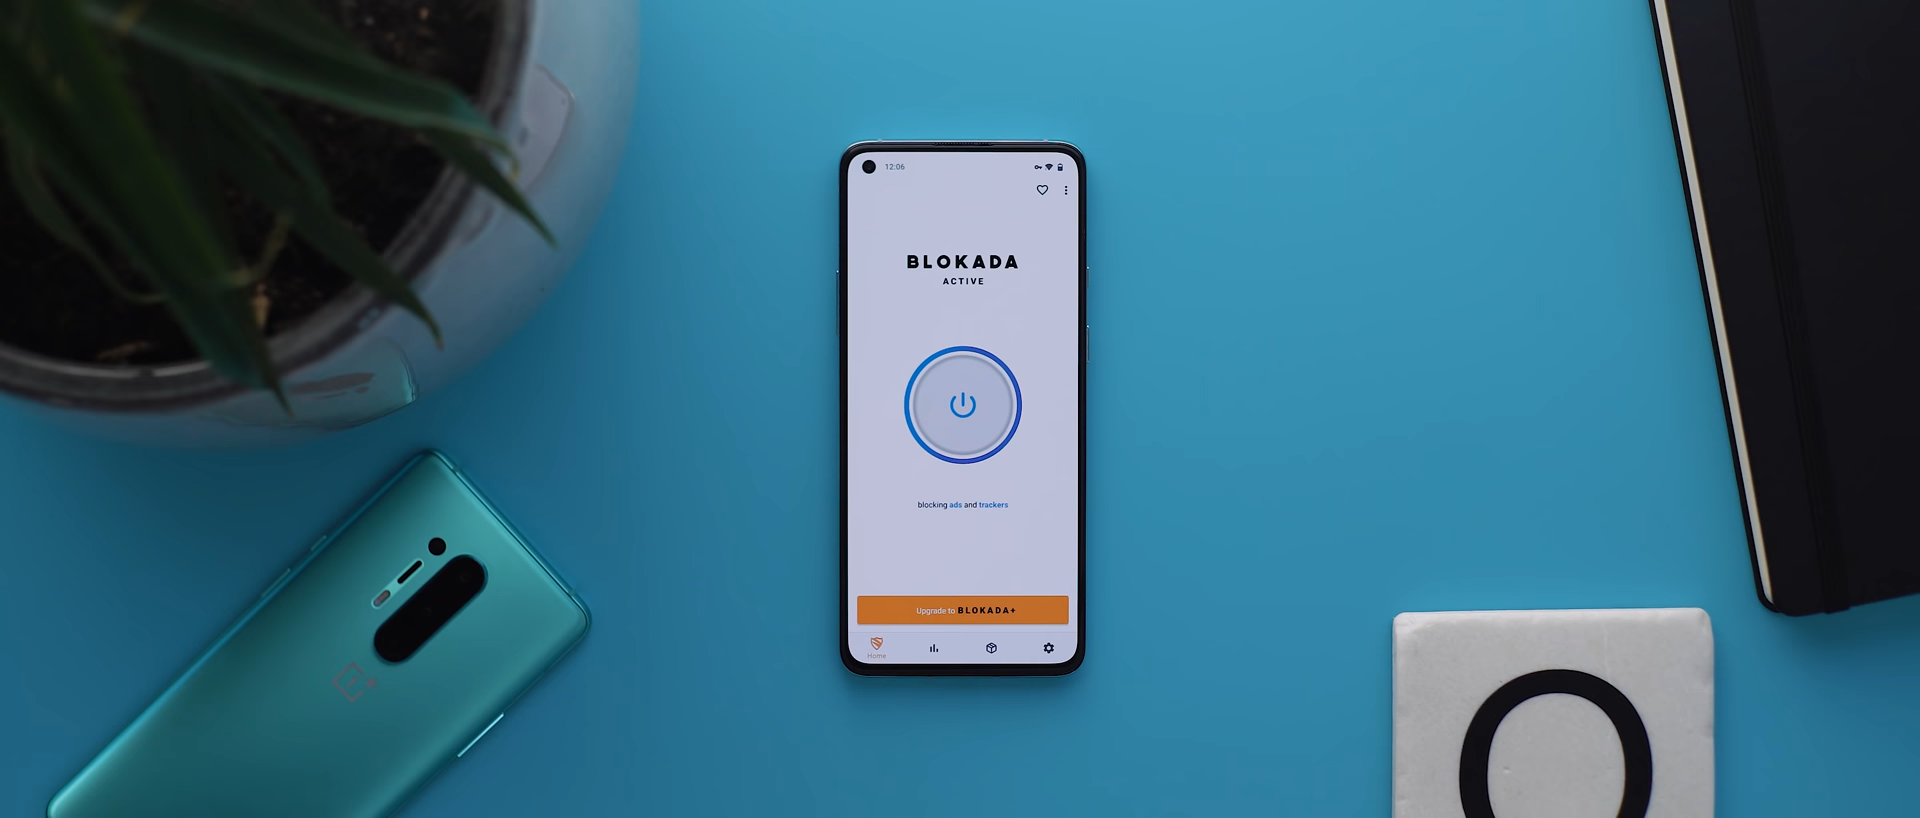 12:06
BLOKADA
ACTIVE
blocking ads and trackers
Upgrade to BLOKADA+
Home
O